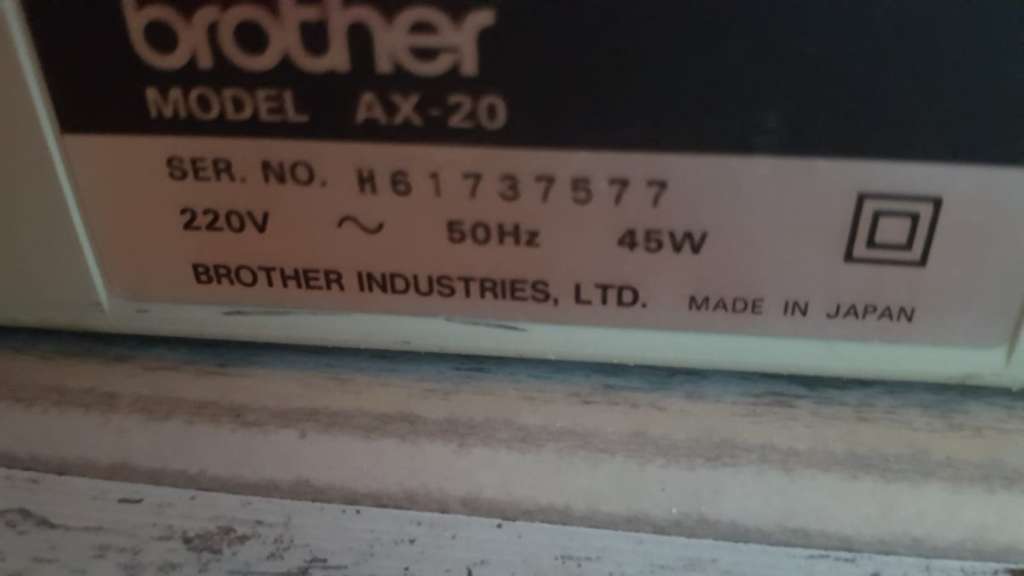 brother
MODEL AX-20
SER. NO. H61737577
220V ~ 50Hz 45W
BROTHER INDUSTRIES, LTD. MADE IN JAPAN